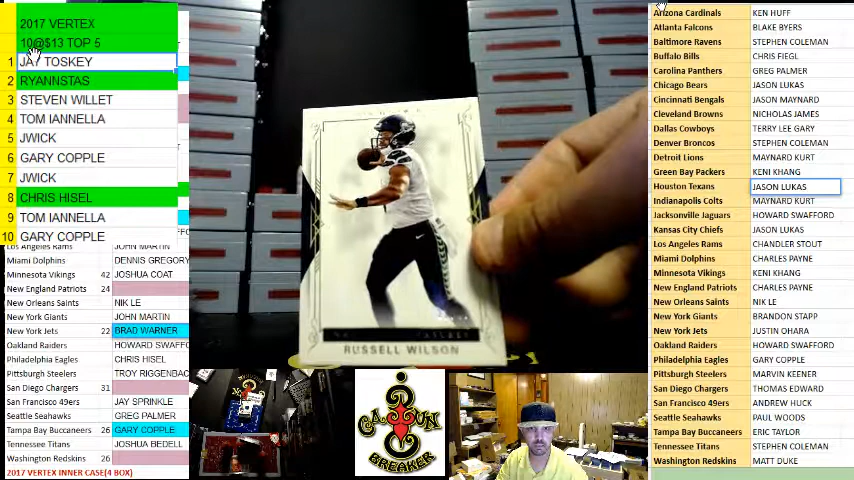 2017 VERTEX
10@$13 TOP 5
1 JAY TOSKEY
2 RYANNSTAS
3 STEVEN WILLET
4 TOM IANNELLA
5 JWICK
6 GARY COPPLE
7 JWICK
8 CHRIS HISEL
9 TOM IANNELLA
10 GARY COPPLE
Los Angeles Rams JOHN MARTIN
Miami Dolphins DENNIS GREGORY
Minnesota Vikings 42 JOSHUA COAT
New England Patriots 24
New Orleans Saints NIK LE
New York Giants JOHN MARTIN
New York Jets 22 BRAD WARNER
Oakland Raiders HOWARD SWAFFO
Philadelphia Eagles CHRIS HISEL
Pittsburgh Steelers TROY RIGGENBAC
San Diego Chargers 31
San Francisco 49ers JAY SPRINKLE
Seattle Seahawks GREG PALMER
Tampa Bay Buccaneers 26 GARY COPPLE
Tennessee Titans JOSHUA BEDELL
Washington Redskins 26
2017 VERTEX INNER CASE(4 BOX)
RUSSELL WILSON
CAJUN
BREAKER
Arizona Cardinals KEN HUFF
Atlanta Falcons BLAKE BYERS
Baltimore Ravens STEPHEN COLEMAN
Buffalo Bills CHRIS FIEGL
Carolina Panthers GREG PALMER
Chicago Bears JASON LUKAS
Cincinnati Bengals JASON MAYNARD
Cleveland Browns NICHOLAS JAMES
Dallas Cowboys TERRY LEE GARY
Denver Broncos STEPHEN COLEMAN
Detroit Lions MAYNARD KURT
Green Bay Packers KENI KHANG
Houston Texans JASON LUKAS
Indianapolis Colts MAYNARD KURT
Jacksonville Jaguars HOWARD SWAFFORD
Kansas City Chiefs JASON LUKAS
Los Angeles Rams CHANDLER STOUT
Miami Dolphins CHARLES PAYNE
Minnesota Vikings KENI KHANG
New England Patriots CHARLES PAYNE
New Orleans Saints NIK LE
New York Giants BRANDON STAPP
New York Jets JUSTIN OHARA
Oakland Raiders HOWARD SWAFFORD
Philadelphia Eagles GARY COPPLE
Pittsburgh Steelers MARVIN KEENER
San Diego Chargers THOMAS EDWARD
San Francisco 49ers ANDREW HUCK
Seattle Seahawks PAUL WOODS
Tampa Bay Buccaneers ERIC TAYLOR
Tennessee Titans STEPHEN COLEMAN
Washington Redskins MATT DUKE